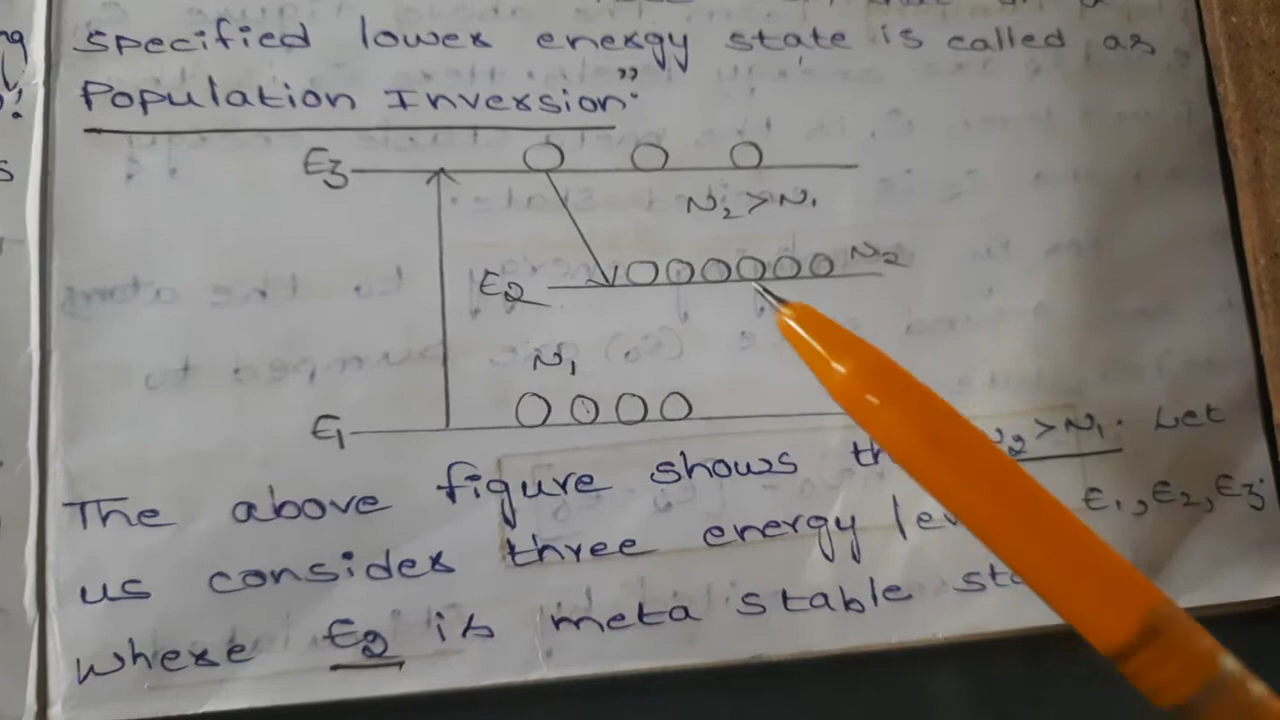 specified lower energy state is called as
Population Inversion."
E3
N2 > N1
E2 N2
N1
E1
The above figure shows N2 > N1. Let
us consider three energy E1, E2, E3.
where E2 is meta stable